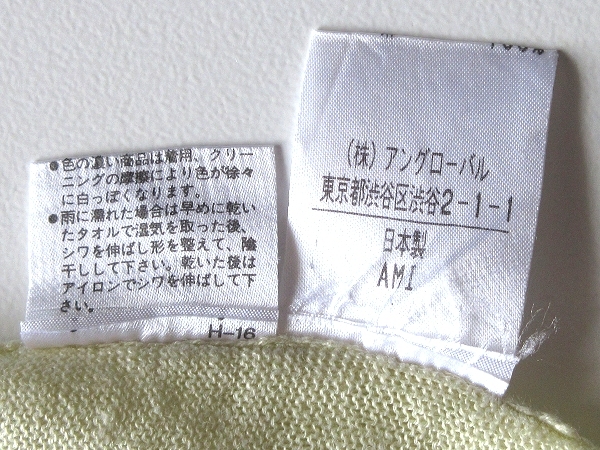 ●色の濃い商品は着用、クリー
ニングの摩擦により色が徐々
に白っぽくなります。
●雨に濡れた場合は早めに乾い
たタオルで湿気を取った後、
シワを伸ばし形を整えて、陰
干しして下さい。乾いた後は
アイロンでシワを伸ばして下
さい。
H-16
100%
(株)アングローバル
東京都渋谷区渋谷2-1-1
日本製
AMI